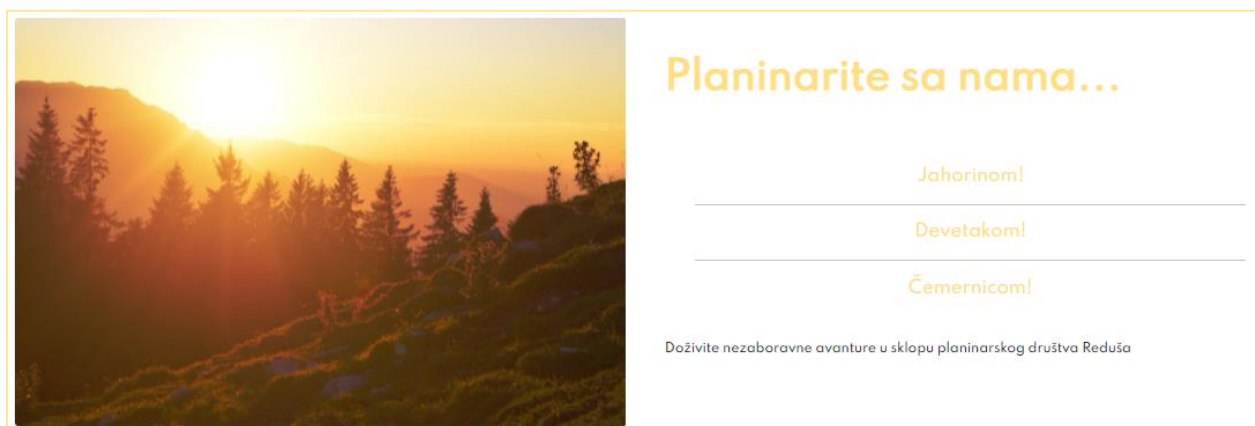 Planinarite sa nama...
Jahorinom!
Devetakom!
Čemernicom!
Doživite nezaboravne avanture u sklopu planinarskog društva Reduša